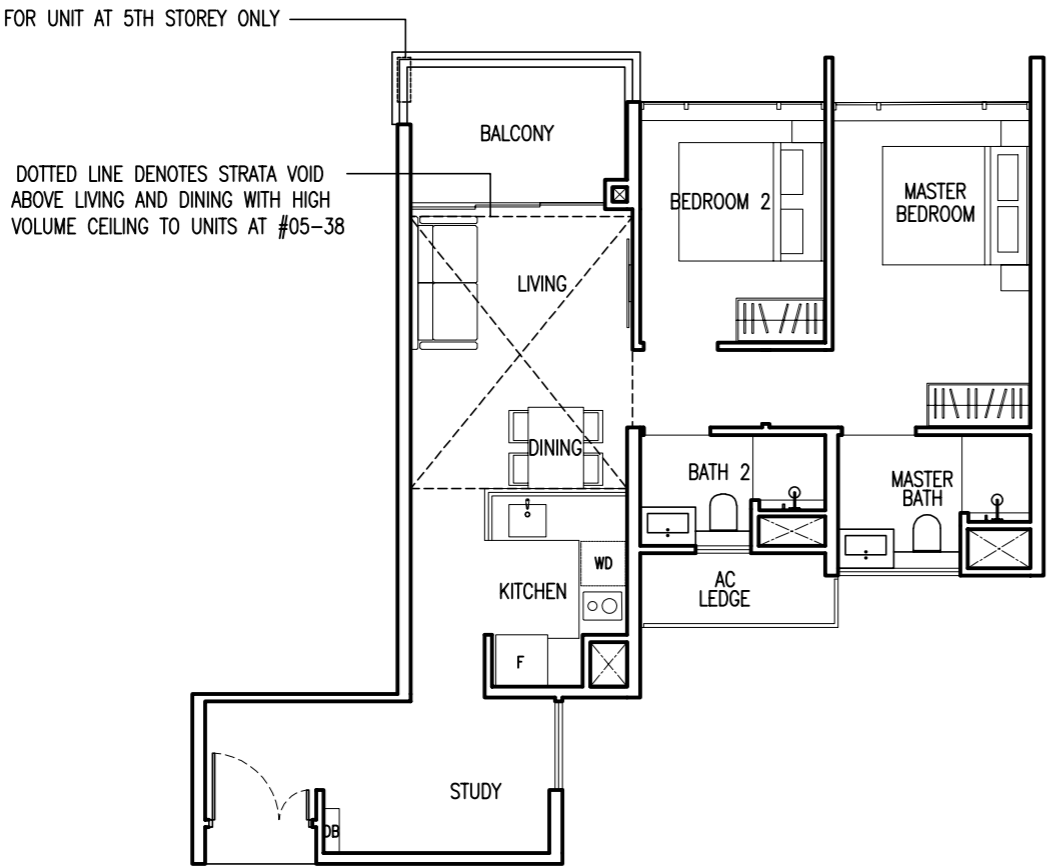 FOR UNIT AT 5TH STOREY ONLY
BALCONY
DOTTED LINE DENOTES STRATA VOID
ABOVE LIVING AND DINING WITH HIGH
VOLUME CEILING TO UNITS AT #05-38
BEDROOM 2
MASTER
BEDROOM
LIVING
DINING
BATH 2
MASTER
BATH
WD
KITCHEN
AC
LEDGE
F
STUDY
DB